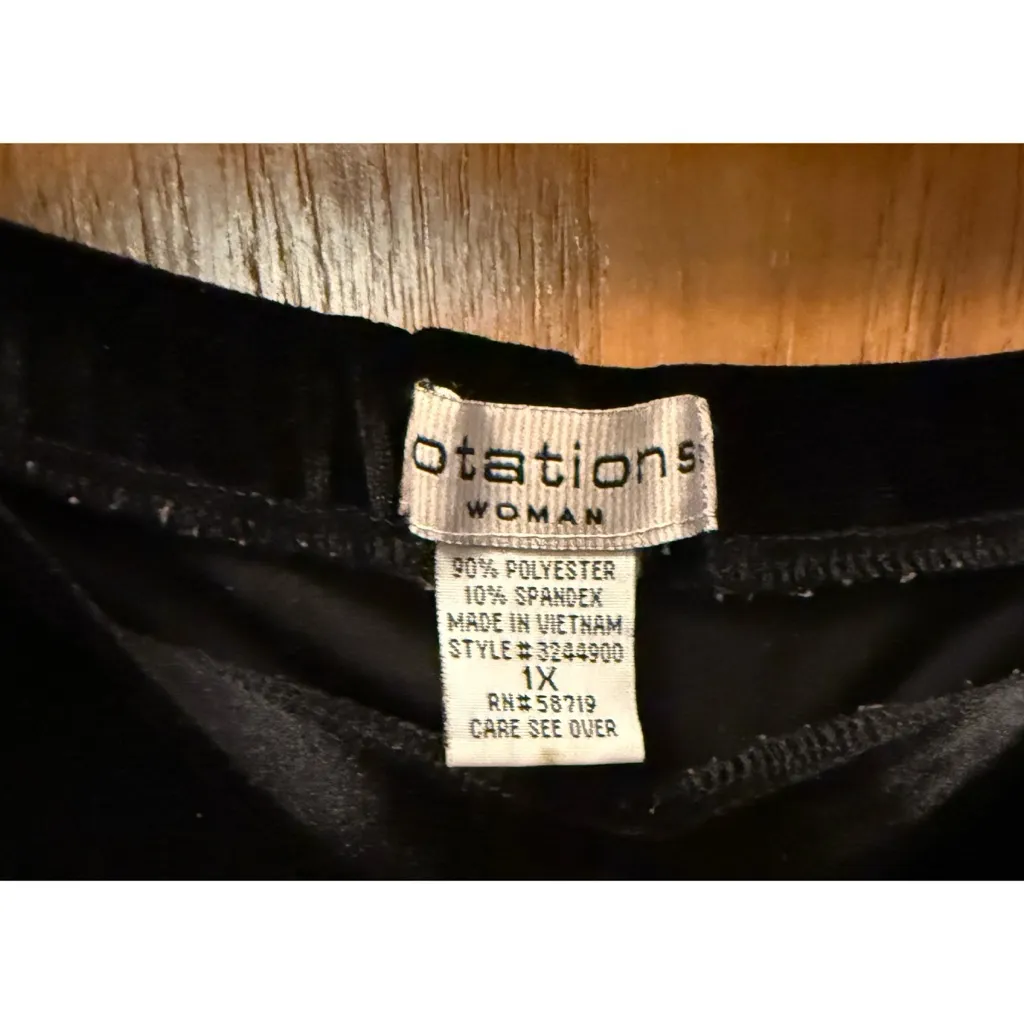 otations
WOMAN
90% POLYESTER
10% SPANDEX
MADE IN VIETNAM
STYLE # 3244900
1X
RN# 58719
CARE SEE OVER